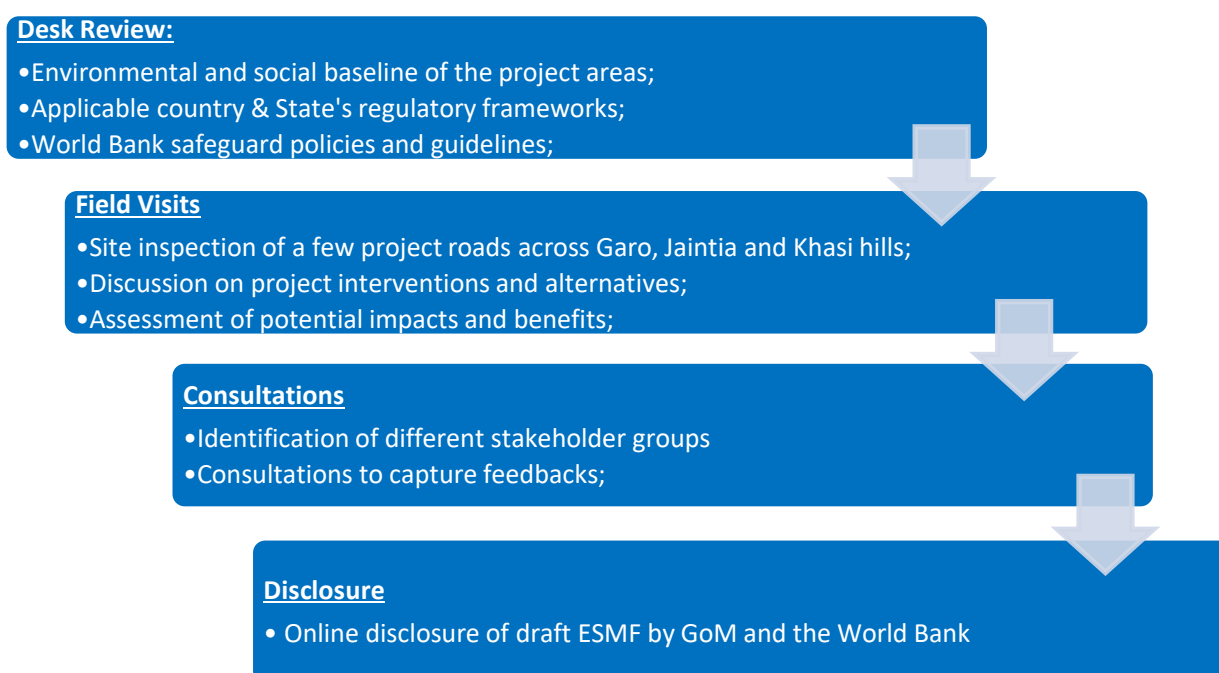 Desk Review:
•Environmental and social baseline of the project areas;
•Applicable country & State's regulatory frameworks;
•World Bank safeguard policies and guidelines;
Field Visits
•Site inspection of a few project roads across Garo, Jaintia and Khasi hills;
•Discussion on project interventions and alternatives;
•Assessment of potential impacts and benefits;
Consultations
•Identification of different stakeholder groups
•Consultations to capture feedbacks;
Disclosure
• Online disclosure of draft ESMF by GoM and the World Bank